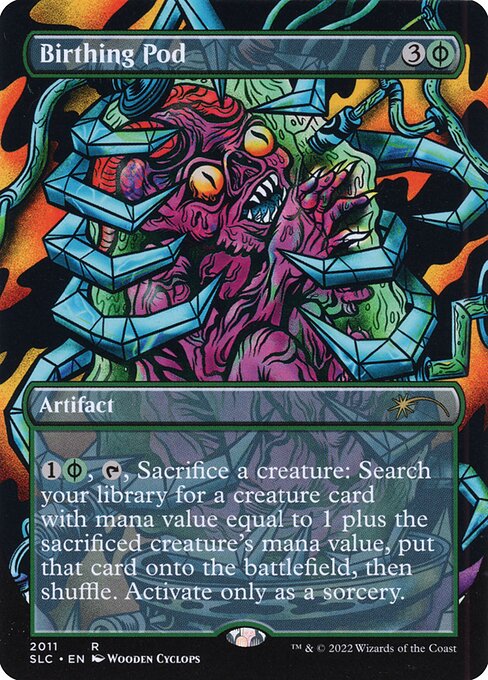 Birthing Pod 3
Artifact
1 , , Sacrifice a creature: Search
your library for a creature card
with mana value equal to 1 plus the
sacrificed creature's mana value, put
that card onto the battlefield, then
shuffle. Activate only as a sorcery.
2011 R
SLC • EN Wooden Cyclops
™ & © 2022 Wizards of the Coast